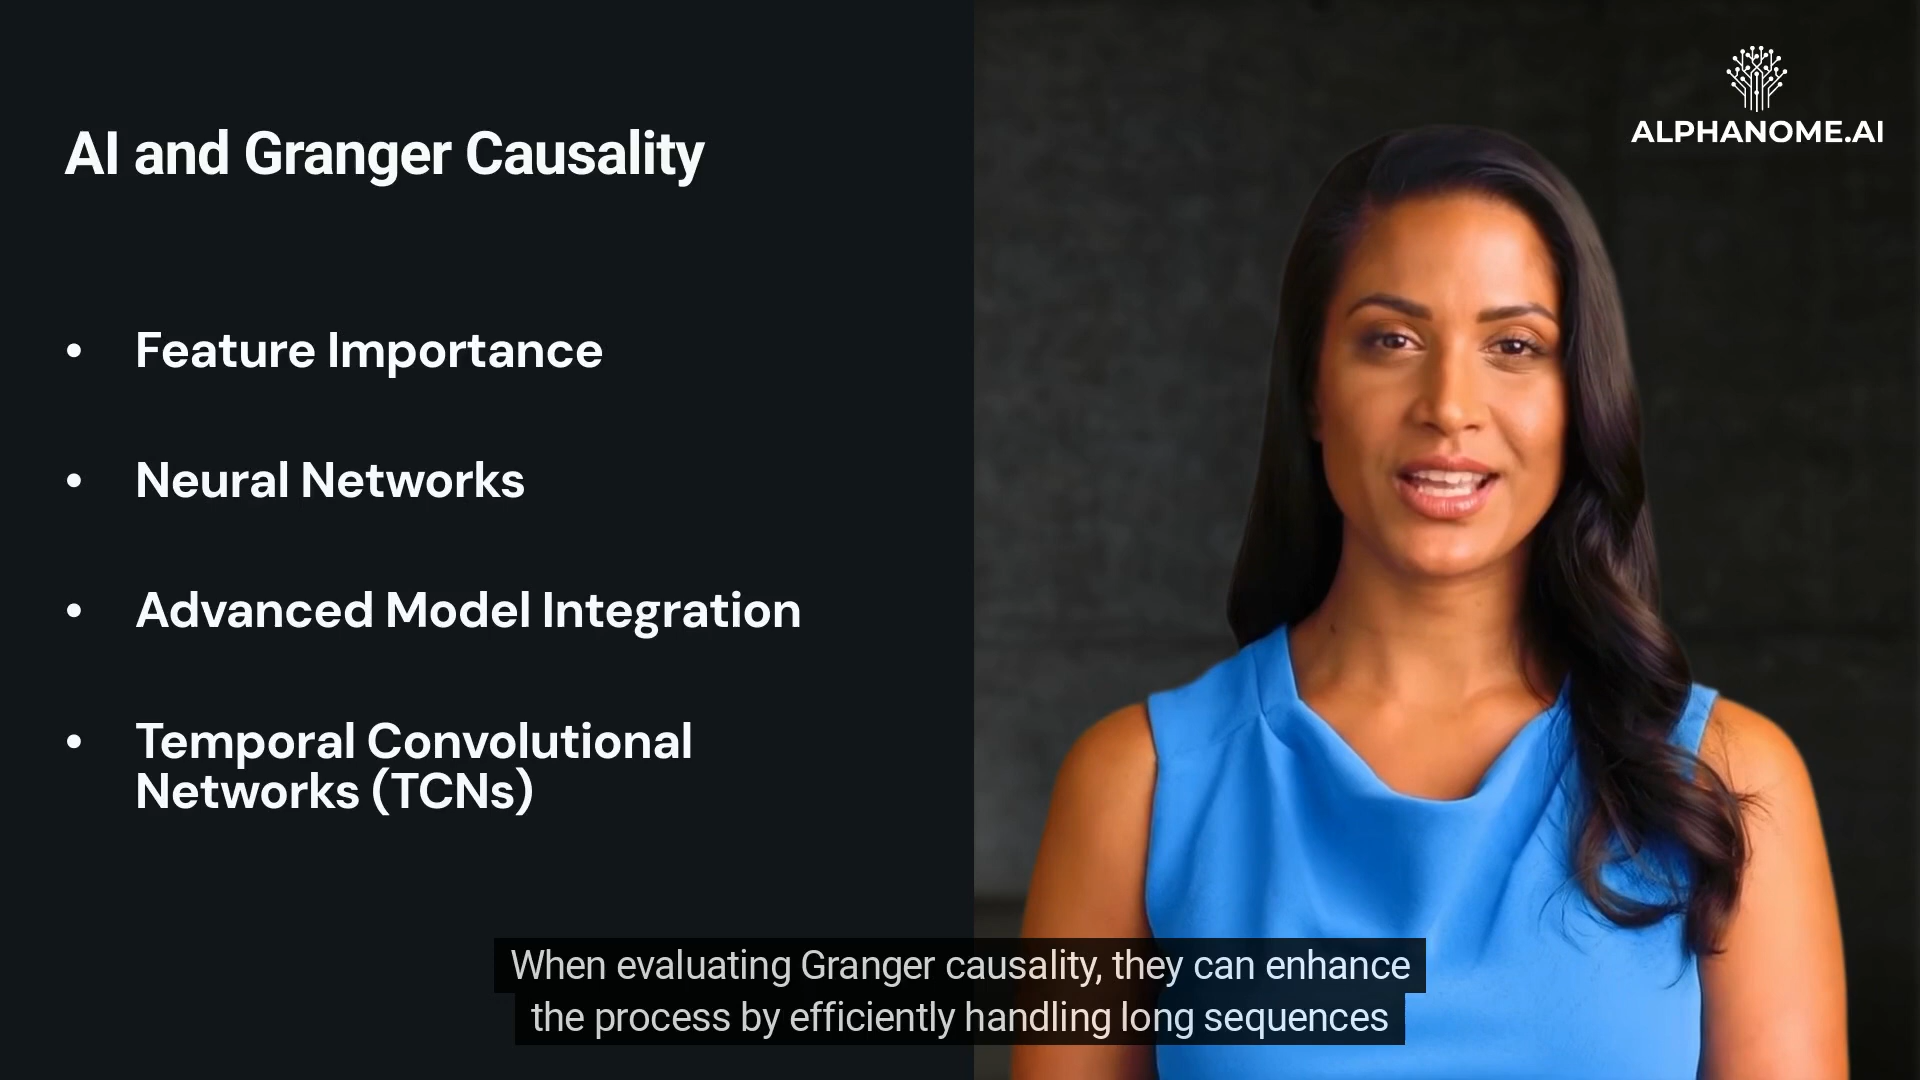 ALPHANOME.AI
AI and Granger Causality
• Feature Importance
• Neural Networks
• Advanced Model Integration
• Temporal Convolutional
Networks (TCNs)
When evaluating Granger causality, they can enhance
the process by efficiently handling long sequences